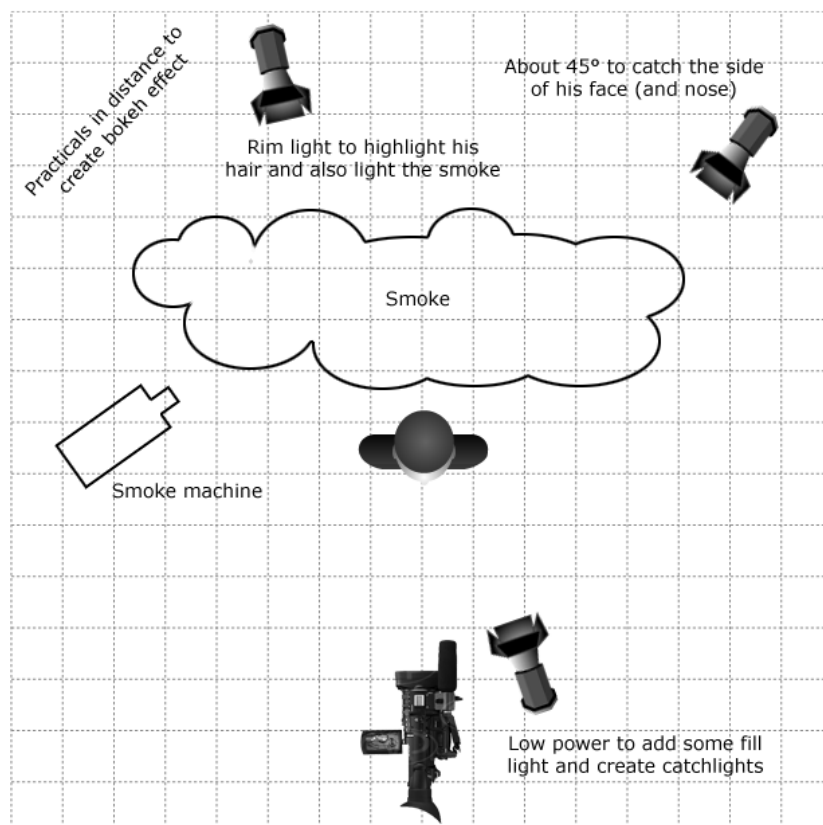 Practicals in distance to
create bokeh effect
About 45° to catch the side
of his face (and nose)
Rim light to highlight his
hair and also light the smoke
Smoke
Smoke machine
Low power to add some fill
light and create catchlights